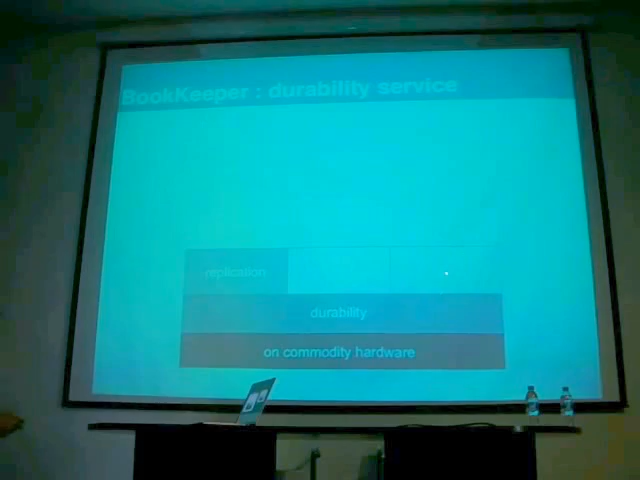 BookKeeper : durability service
replication
durability
on commodity hardware